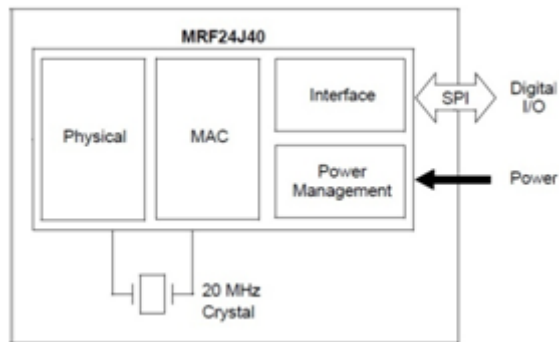 MRF24J40
Physical
MAC
Interface
Power
Management
SPI
Digital
I/O
Power
20 MHz
Crystal